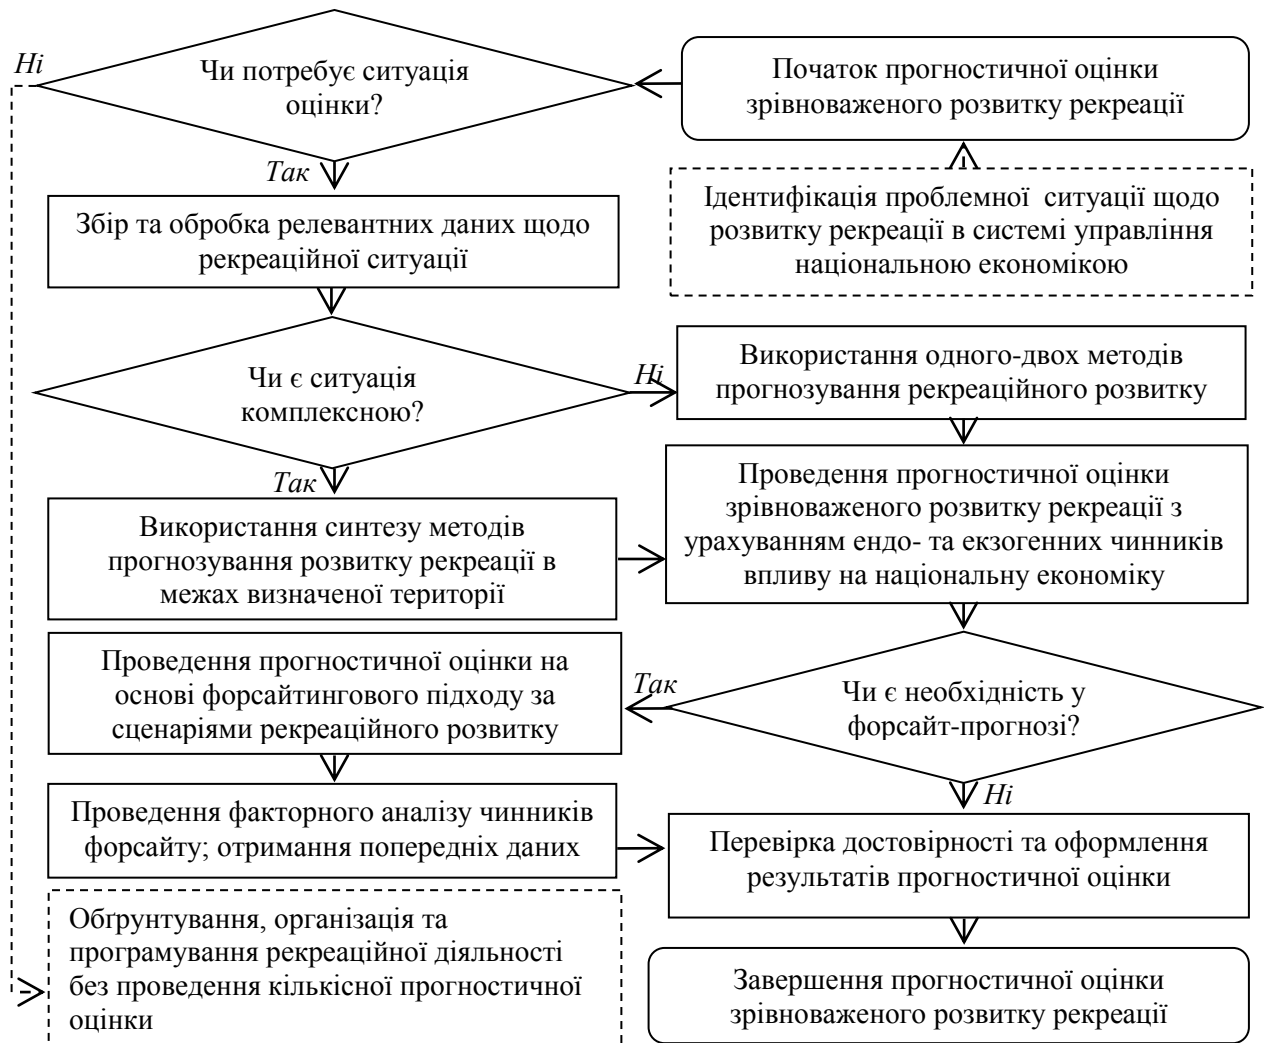 Ні
Чи потребує ситуація
оцінки?
Початок прогностичної оцінки
зрівноваженого розвитку рекреації
Так
Ідентифікація проблемної ситуації щодо
розвитку рекреації в системі управління
національною економікою
Збір та обробка релевантних даних щодо
рекреаційної ситуації
Чи є ситуація
комплексною?
Ні
Використання одного-двох методів
прогнозування рекреаційного розвитку
Так
Використання синтезу методів
прогнозування розвитку рекреації в
межах визначеної території
Проведення прогностичної оцінки
зрівноваженого розвитку рекреації з
урахуванням ендо- та екзогенних чинників
впливу на національну економіку
Проведення прогностичної оцінки на
основі форсайтингового підходу за
сценаріями рекреаційного розвитку
Так
Чи є необхідність у
форсайт-прогнозі?
Ні
Проведення факторного аналізу чинників
форсайту; отримання попередніх даних
Перевірка достовірності та оформлення
результатів прогностичної оцінки
Обґрунтування, організація та
програмування рекреаційної діяльності
без проведення кількісної прогностичної
оцінки
Завершення прогностичної оцінки
зрівноваженого розвитку рекреації